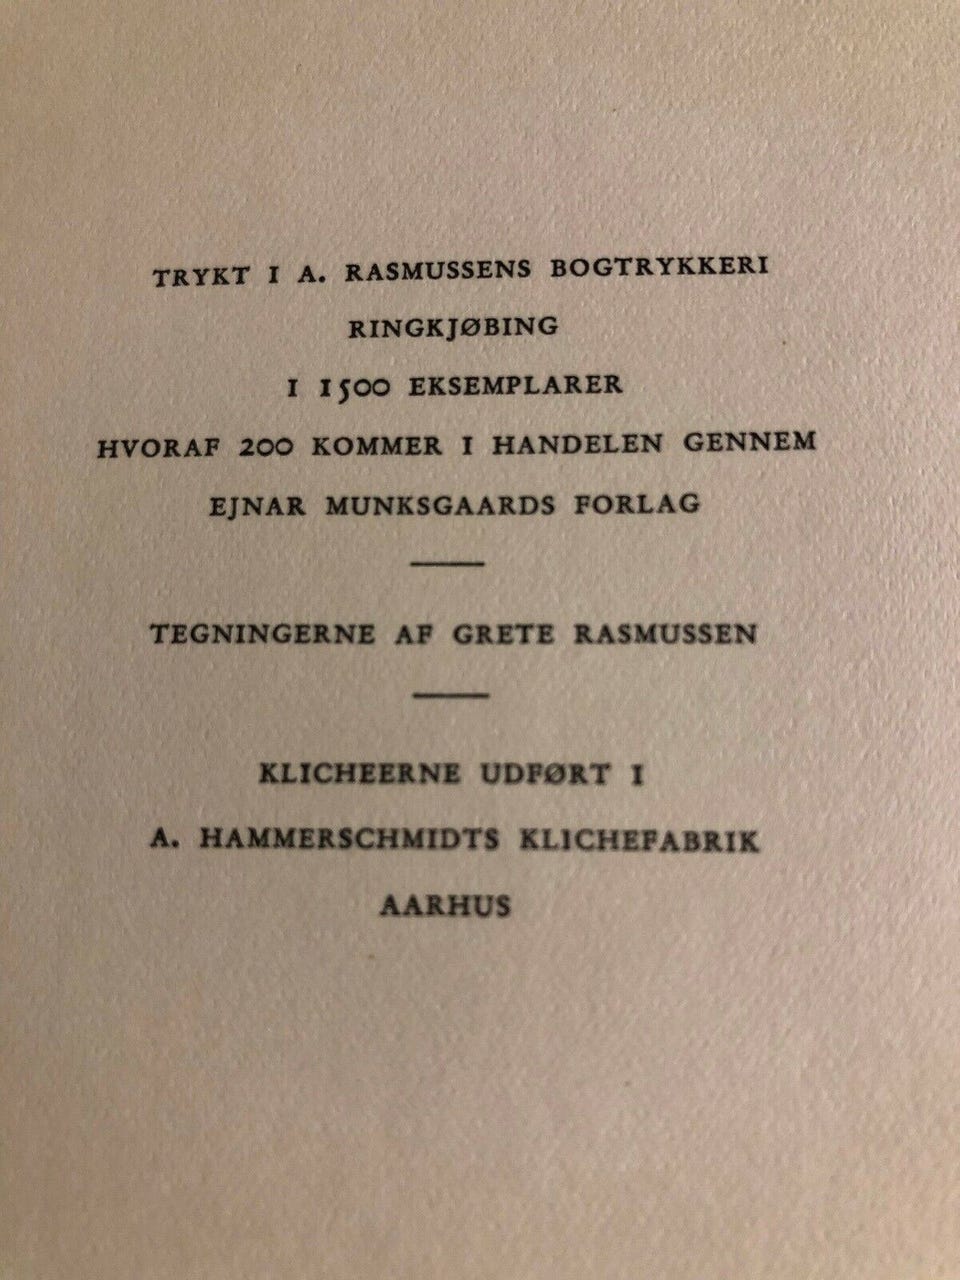 TRYKT I A. RASMUSSENS BOGTRYKKERI
RINGKJØBING
I 1500 EKSEMPLARER
HVORAF 200 KOMMER I HANDELEN GENNEM
EJNAR MUNKSGAARDS FORLAG
TEGNINGERNE AF GRETE RASMUSSEN
KLICHEERNE UDFØRT I
A. HAMMERSCHMIDTS KLICHEFABRIK
AARHUS